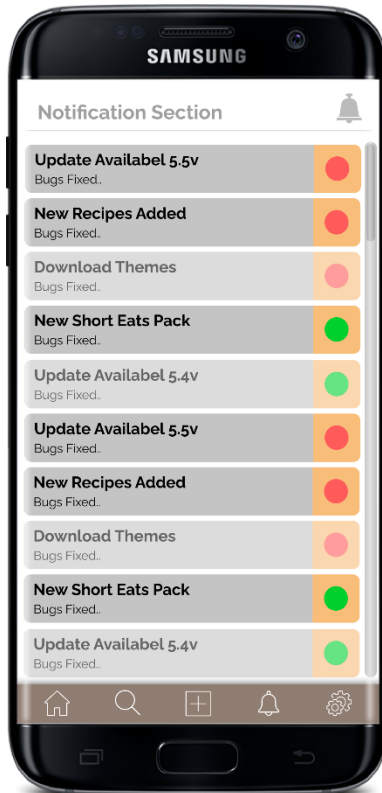 SAMSUNG
Notification Section
Update Availabel 5.5v
Bugs Fixed..
New Recipes Added
Bugs Fixed..
Download Themes
Bugs Fixed..
New Short Eats Pack
Bugs Fixed..
Update Availabel 5.4v
Bugs Fixed..
Update Availabel 5.5v
Bugs Fixed..
New Recipes Added
Bugs Fixed..
Download Themes
Bugs Fixed..
New Short Eats Pack
Bugs Fixed..
Update Availabel 5.4v
Bugs Fixed..